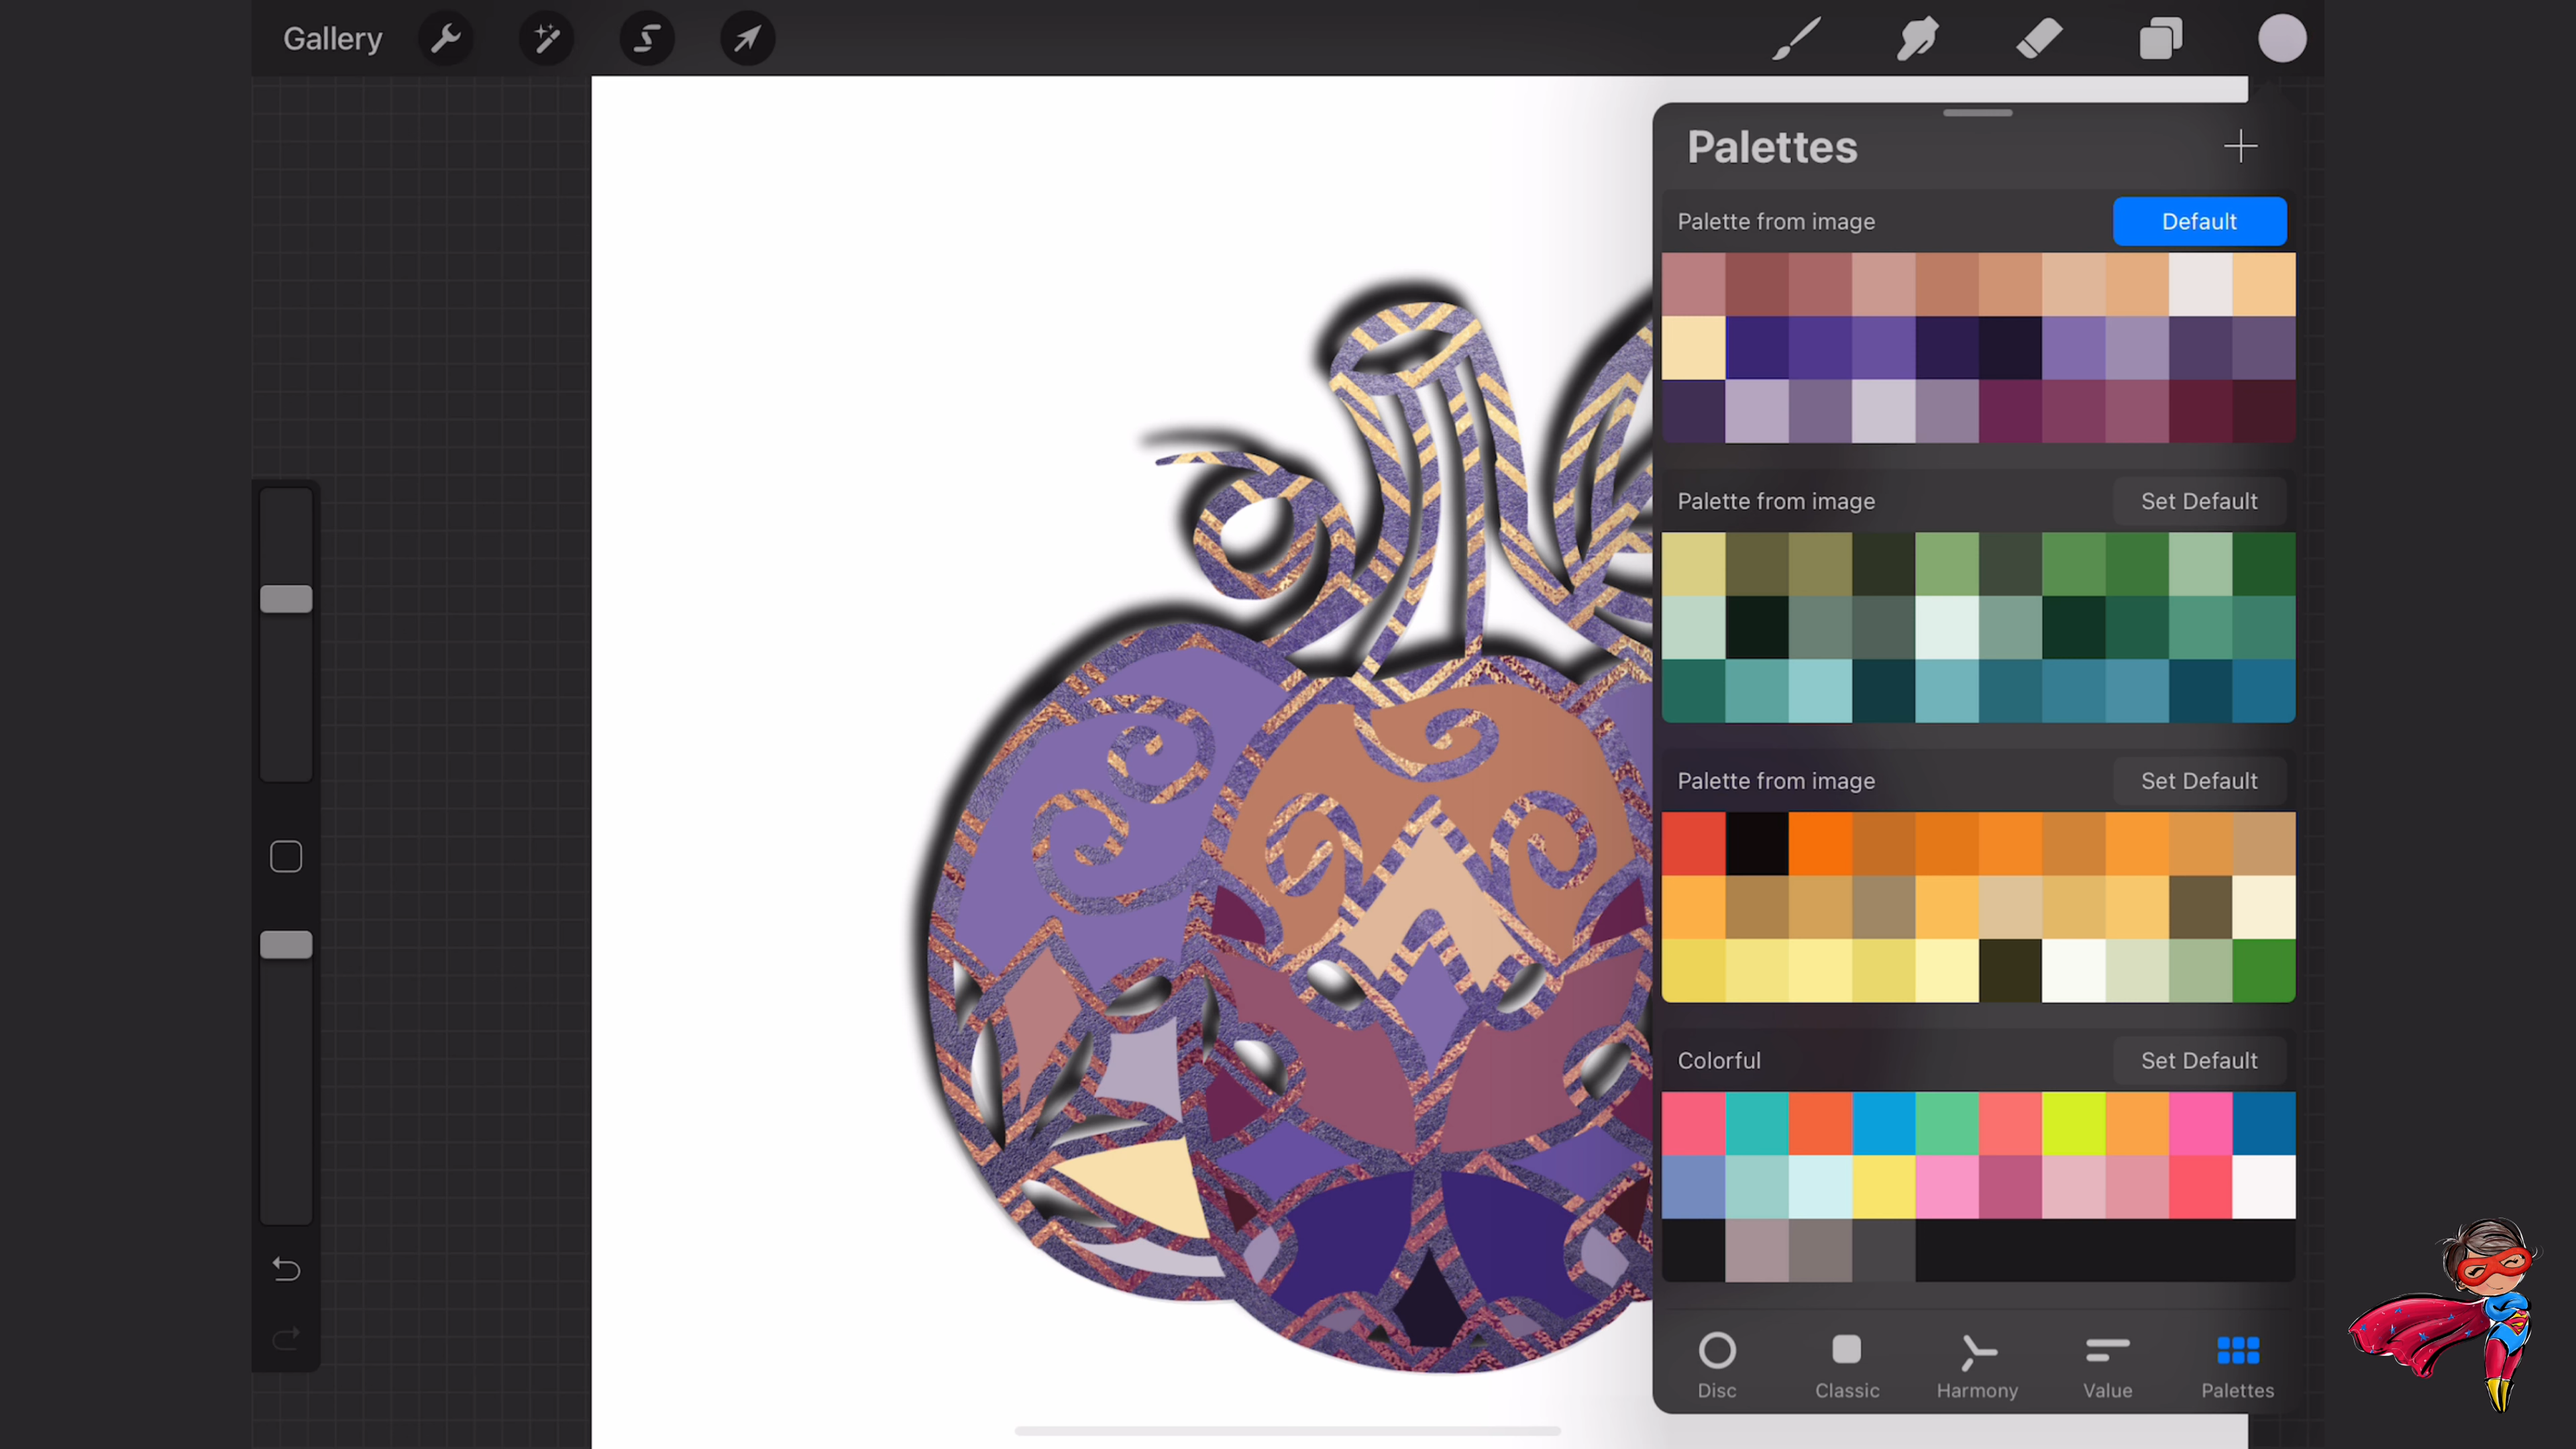 Gallery
Palettes
Palette from image
Default
Palette from image
Set Default
Palette from image
Set Default
Colorful
Set Default
Disc
Classic
Harmony
Value
Palettes